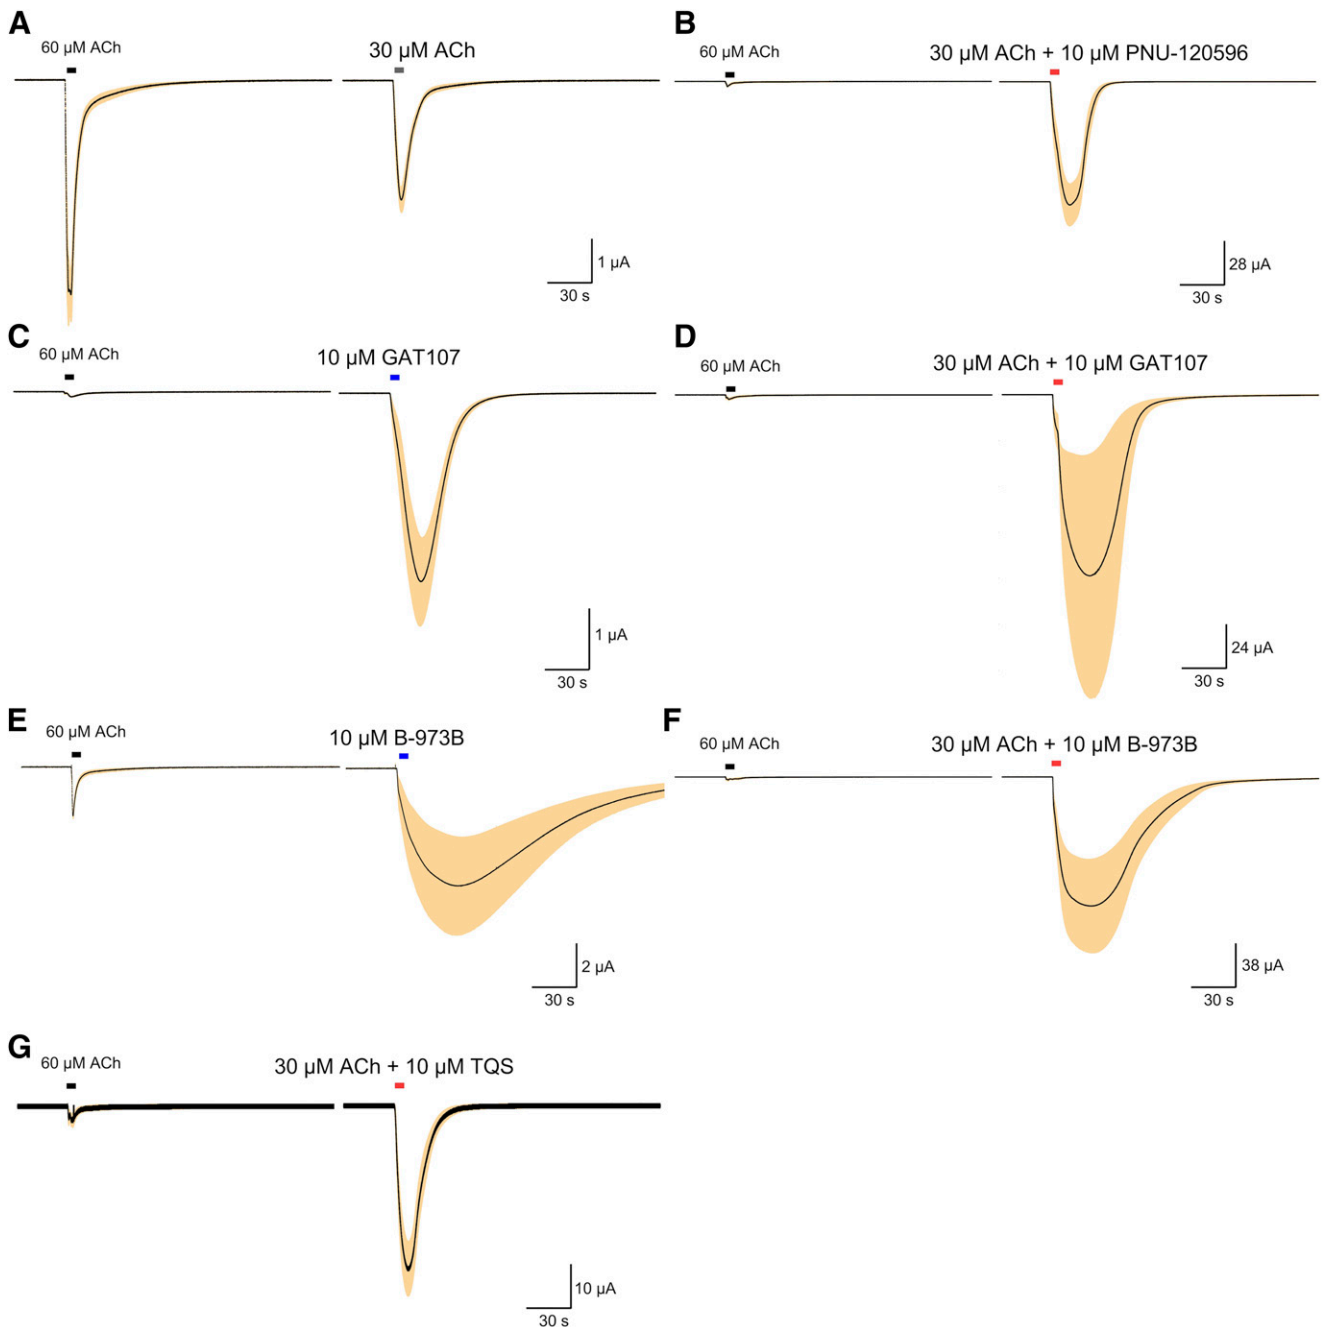 A
60 µM ACh
30 µM ACh
1 µA
30 s
B
60 µM ACh
30 µM ACh + 10 µM PNU-120596
28 µA
30 s
C
60 µM ACh
10 µM GAT107
1 µA
30 s
D
60 µM ACh
30 µM ACh + 10 µM GAT107
24 µA
30 s
E
60 µM ACh
10 µM B-973B
2 µA
30 s
F
60 µM ACh
30 µM ACh + 10 µM B-973B
38 µA
30 s
G
60 µM ACh
30 µM ACh + 10 µM TQS
10 µA
30 s